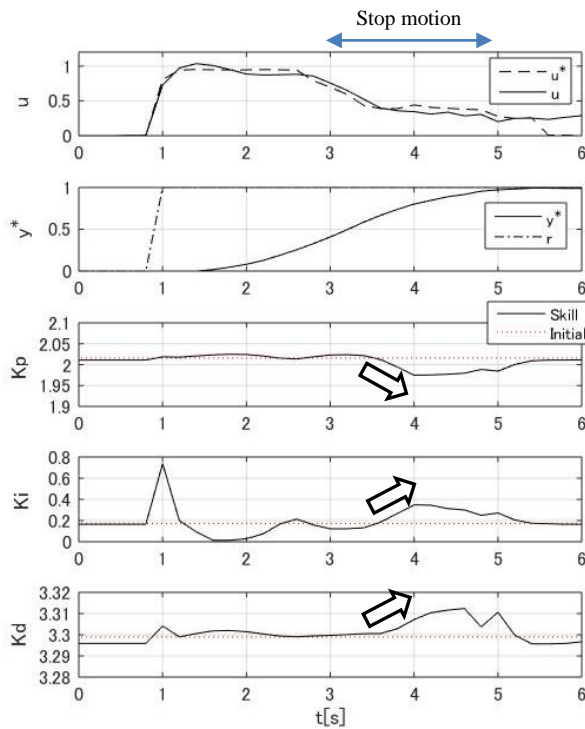 Stop motion
1
0.5
0
u
u*
u
0 1 2 3 4 5 6
1
0.5
0
y*
y*
r
0 1 2 3 4 5 6
Skill
Initial
2.1
2.05
2
1.95
1.9
Kp
0 1 2 3 4 5 6
0.8
0.6
0.4
0.2
0
Ki
0 1 2 3 4 5 6
3.32
3.31
3.3
3.29
3.28
Kd
0 1 2 3 4 5 6
t[s]